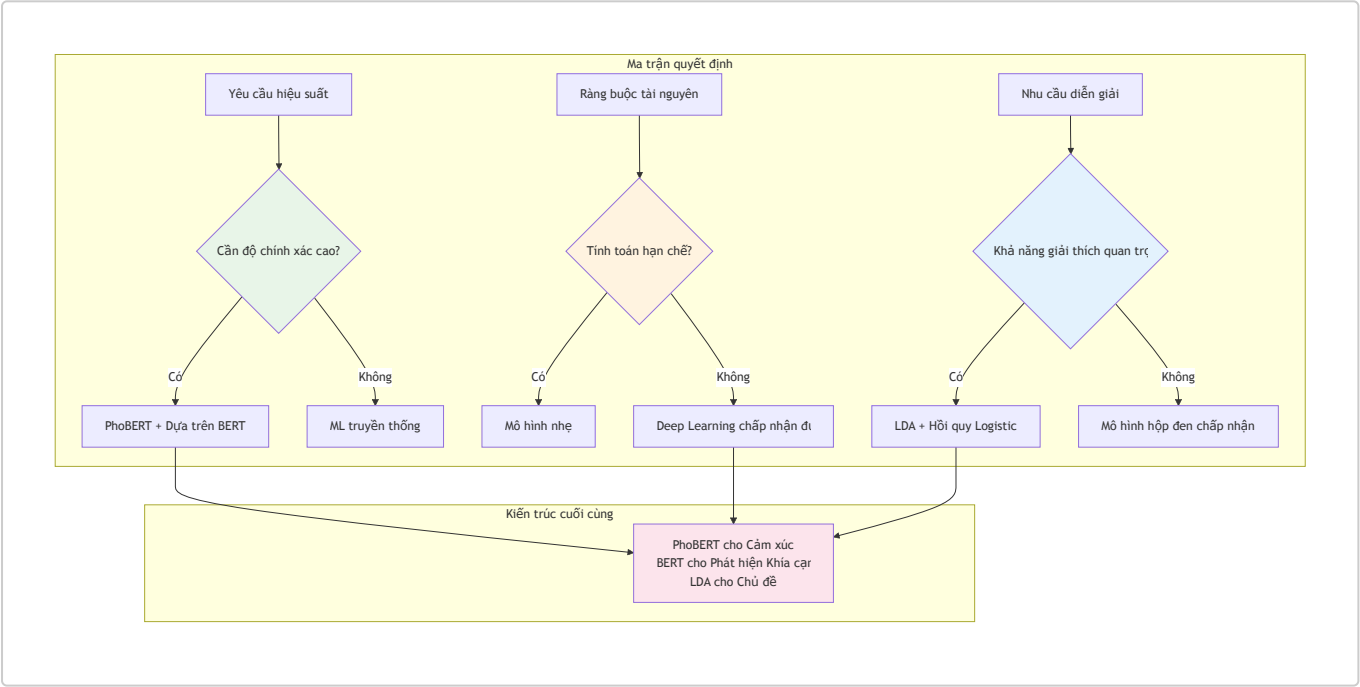 Ma trận quyết định
Yêu cầu hiệu suất
Ràng buộc tài nguyên
Nhu cầu diễn giải
Cần độ chính xác cao?
Tính toán hạn chế?
Khả năng giải thích quan
Có
Không
Có
Không
Có
Không
PhoBERT + Dựa trên BERT
ML truyền thống
Mô hình nhẹ
Deep Learning chấp nhận
LDA + Hồi quy Logistic
Mô hình hộp đen chấp nhận
Kiến trúc cuối cùng
PhoBERT cho Cảm xúc
BERT cho Phát hiện Khía
LDA cho Chủ đề